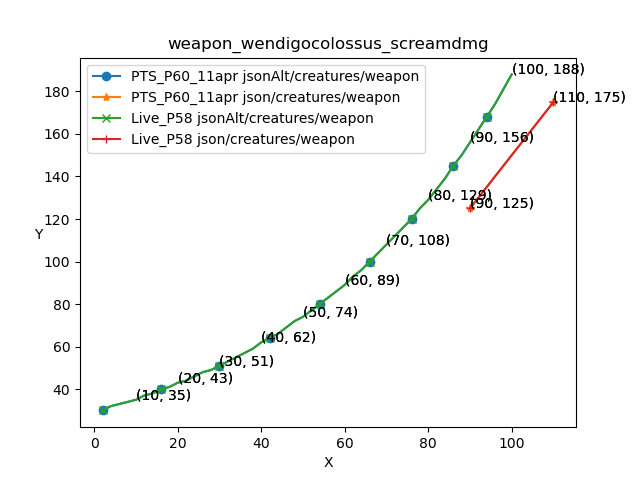 weapon_wendigocolossus_screamdmg
PTS_P60_11apr jsonAlt/creatures/weapon
PTS_P60_11apr json/creatures/weapon
Live_P58 jsonAlt/creatures/weapon
Live_P58 json/creatures/weapon
(100, 188)
(110, 175)
(90, 156)
(80, 129)
(90, 125)
(70, 108)
(60, 89)
(50, 74)
(40, 62)
(30, 51)
(20, 43)
(10, 35)
Y
180
160
140
120
100
80
60
40
0 20 40 60 80 100
X